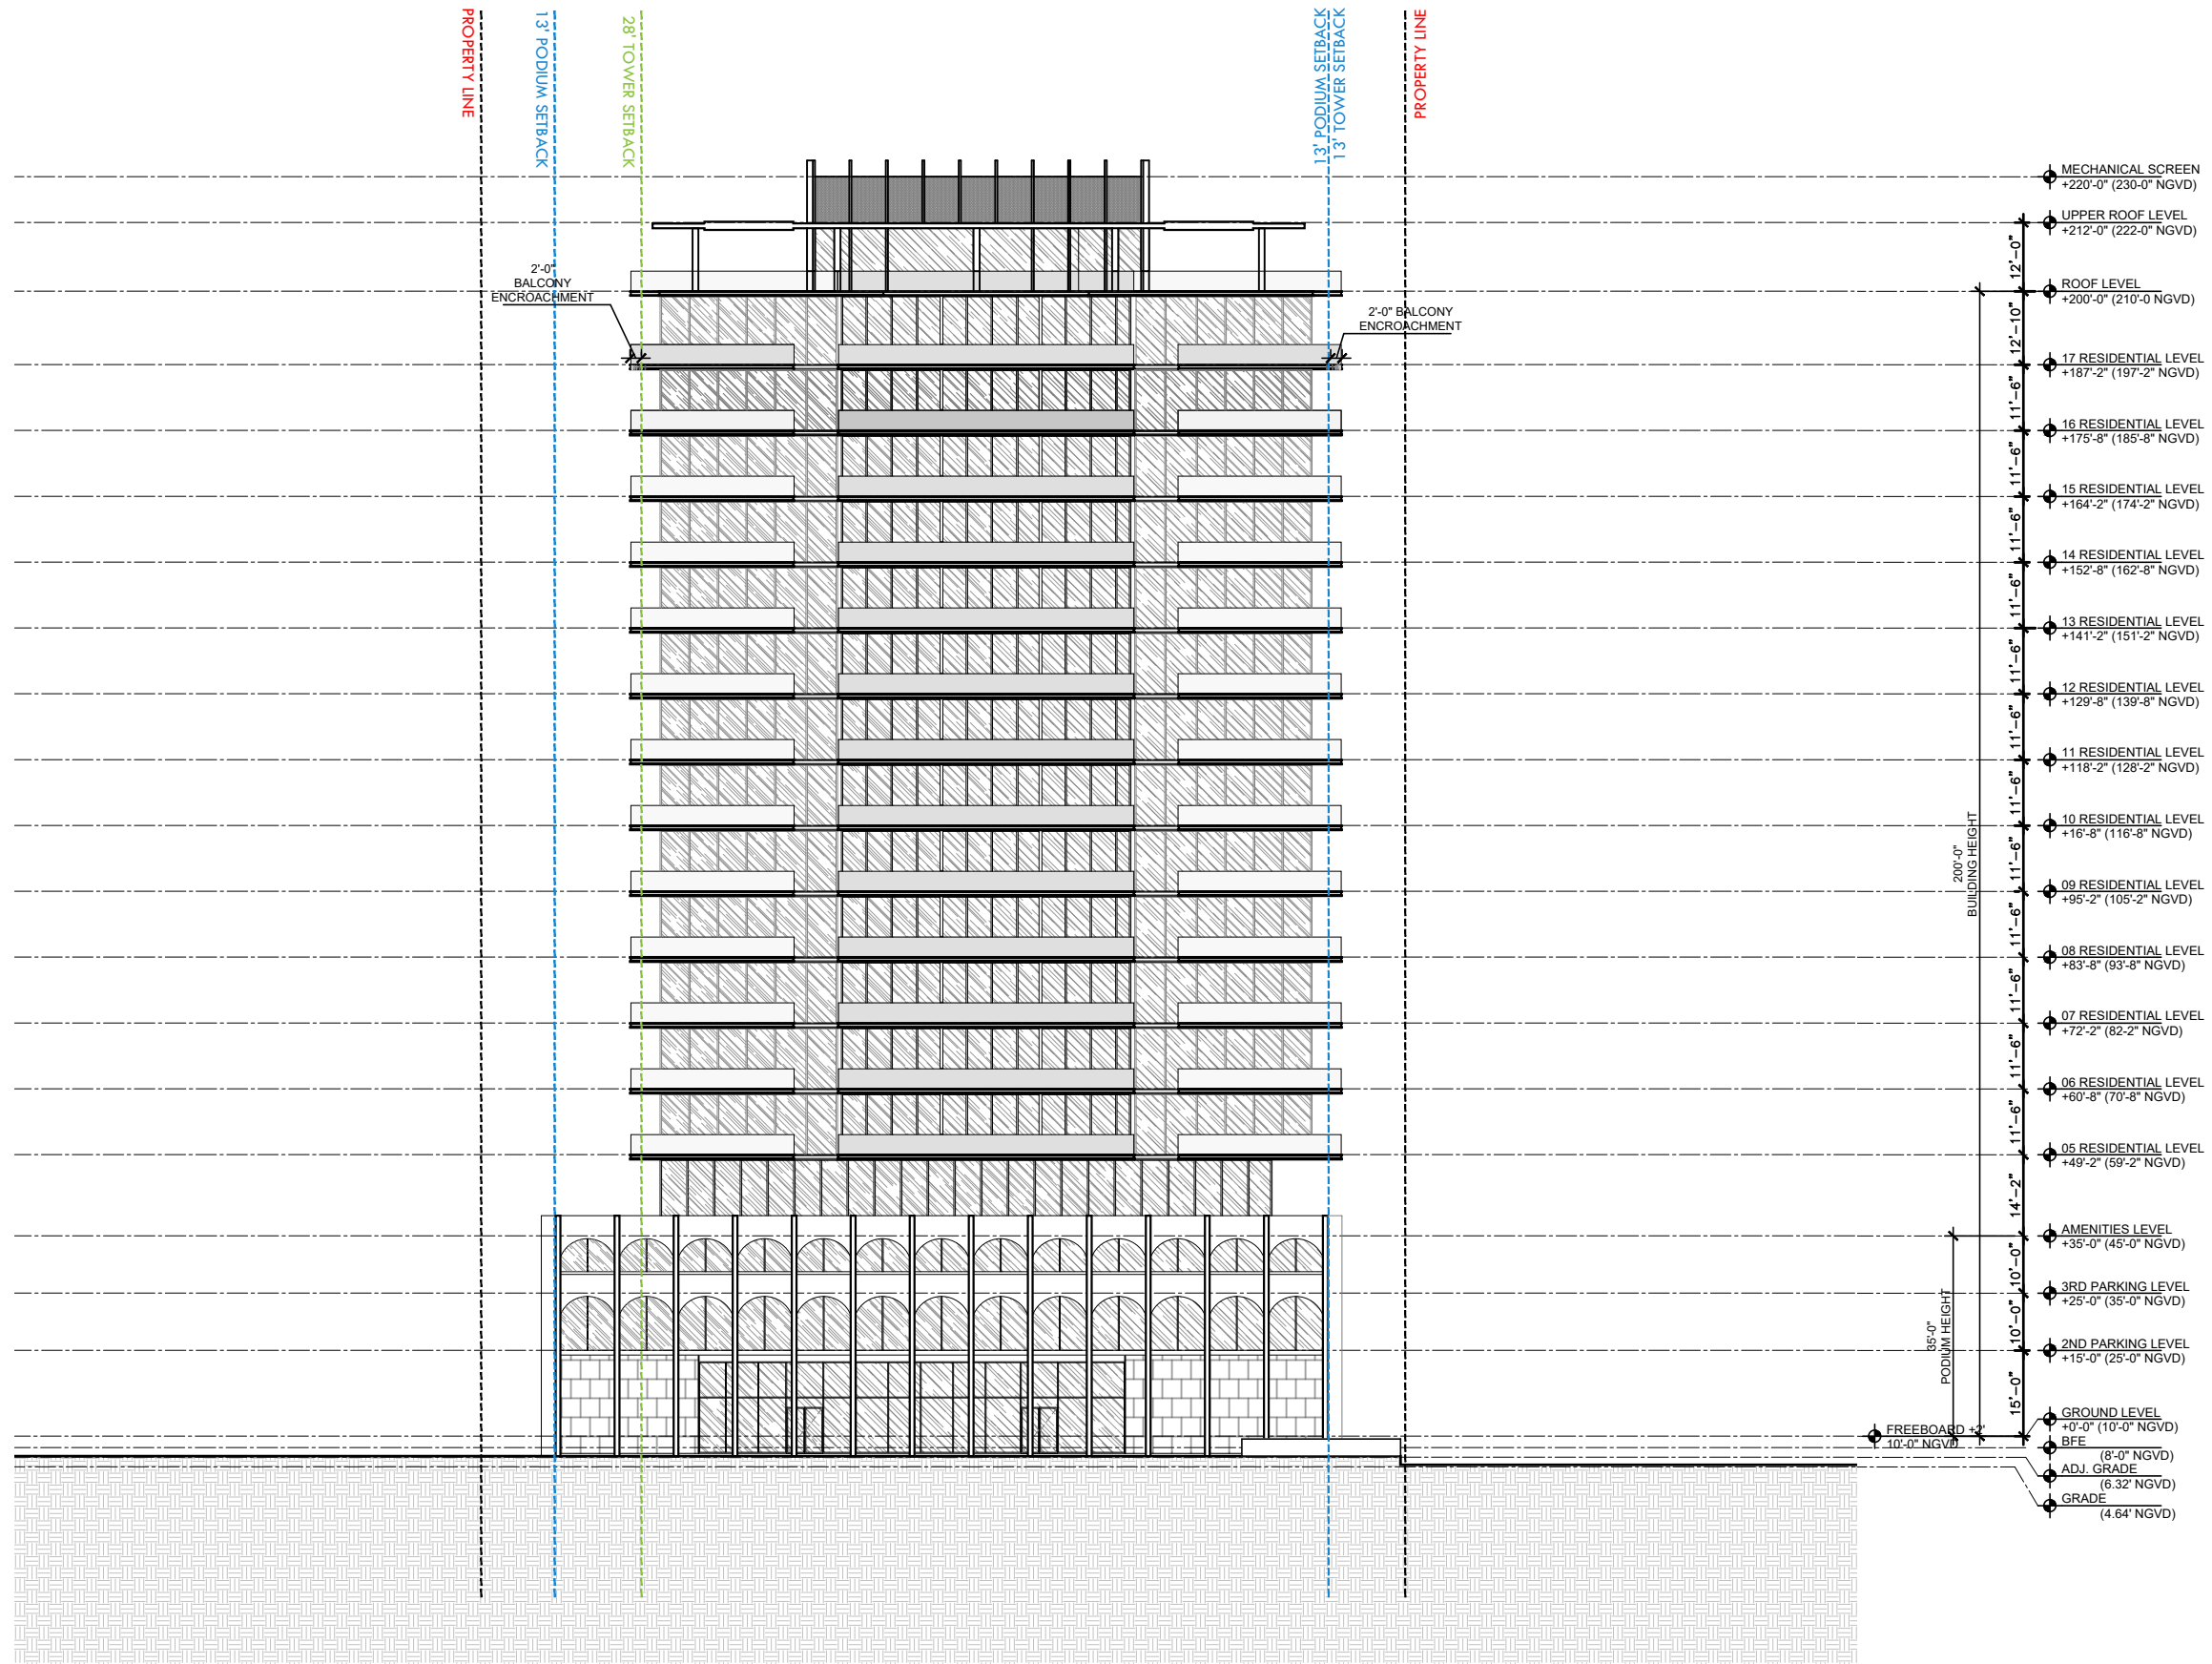 PROPERTY LINE
13' PODIUM SETBACK
28' TOWER SETBACK
13' PODIUM SETBACK
13' TOWER SETBACK
PROPERTY LINE
MECHANICAL SCREEN
+220'-0" (230-0" NGVD)
UPPER ROOF LEVEL
+212'-0" (222-0" NGVD)
12'-0"
2'-0"
BALCONY
ENCROACHMENT
ROOF LEVEL
+200'-0" (210'-0 NGVD)
2'-0" BALCONY
ENCROACHMENT
12'-10"
17 RESIDENTIAL LEVEL
+187'-2" (197'-2" NGVD)
11'-6"
16 RESIDENTIAL LEVEL
+175'-8" (185'-8" NGVD)
11'-6"
15 RESIDENTIAL LEVEL
+164'-2" (174'-2" NGVD)
11'-6"
14 RESIDENTIAL LEVEL
+152'-8" (162'-8" NGVD)
11'-6"
13 RESIDENTIAL LEVEL
+141'-2" (151'-2" NGVD)
11'-6"
12 RESIDENTIAL LEVEL
+129'-8" (139'-8" NGVD)
11'-6"
11 RESIDENTIAL LEVEL
+118'-2" (128'-2" NGVD)
11'-6"
10 RESIDENTIAL LEVEL
+16'-8" (116'-8" NGVD)
200'-0"
BUILDING HEIGHT
11'-6"
09 RESIDENTIAL LEVEL
+95'-2" (105'-2" NGVD)
11'-6"
08 RESIDENTIAL LEVEL
+83'-8" (93'-8" NGVD)
11'-6"
07 RESIDENTIAL LEVEL
+72'-2" (82-2" NGVD)
11'-6"
06 RESIDENTIAL LEVEL
+60'-8" (70'-8" NGVD)
11'-6"
05 RESIDENTIAL LEVEL
+49'-2" (59'-2" NGVD)
14'-2"
AMENITIES LEVEL
+35'-0" (45'-0" NGVD)
10'-0"
3RD PARKING LEVEL
+25'-0" (35'-0" NGVD)
35'-0"
PODIUM HEIGHT
10'-0"
2ND PARKING LEVEL
+15'-0" (25'-0" NGVD)
15'-0"
GROUND LEVEL
+0'-0" (10'-0" NGVD)
FREEBOARD +2'
10'-0" NGVD
BFE
(8'-0" NGVD)
ADJ. GRADE
(6.32' NGVD)
GRADE
(4.64' NGVD)